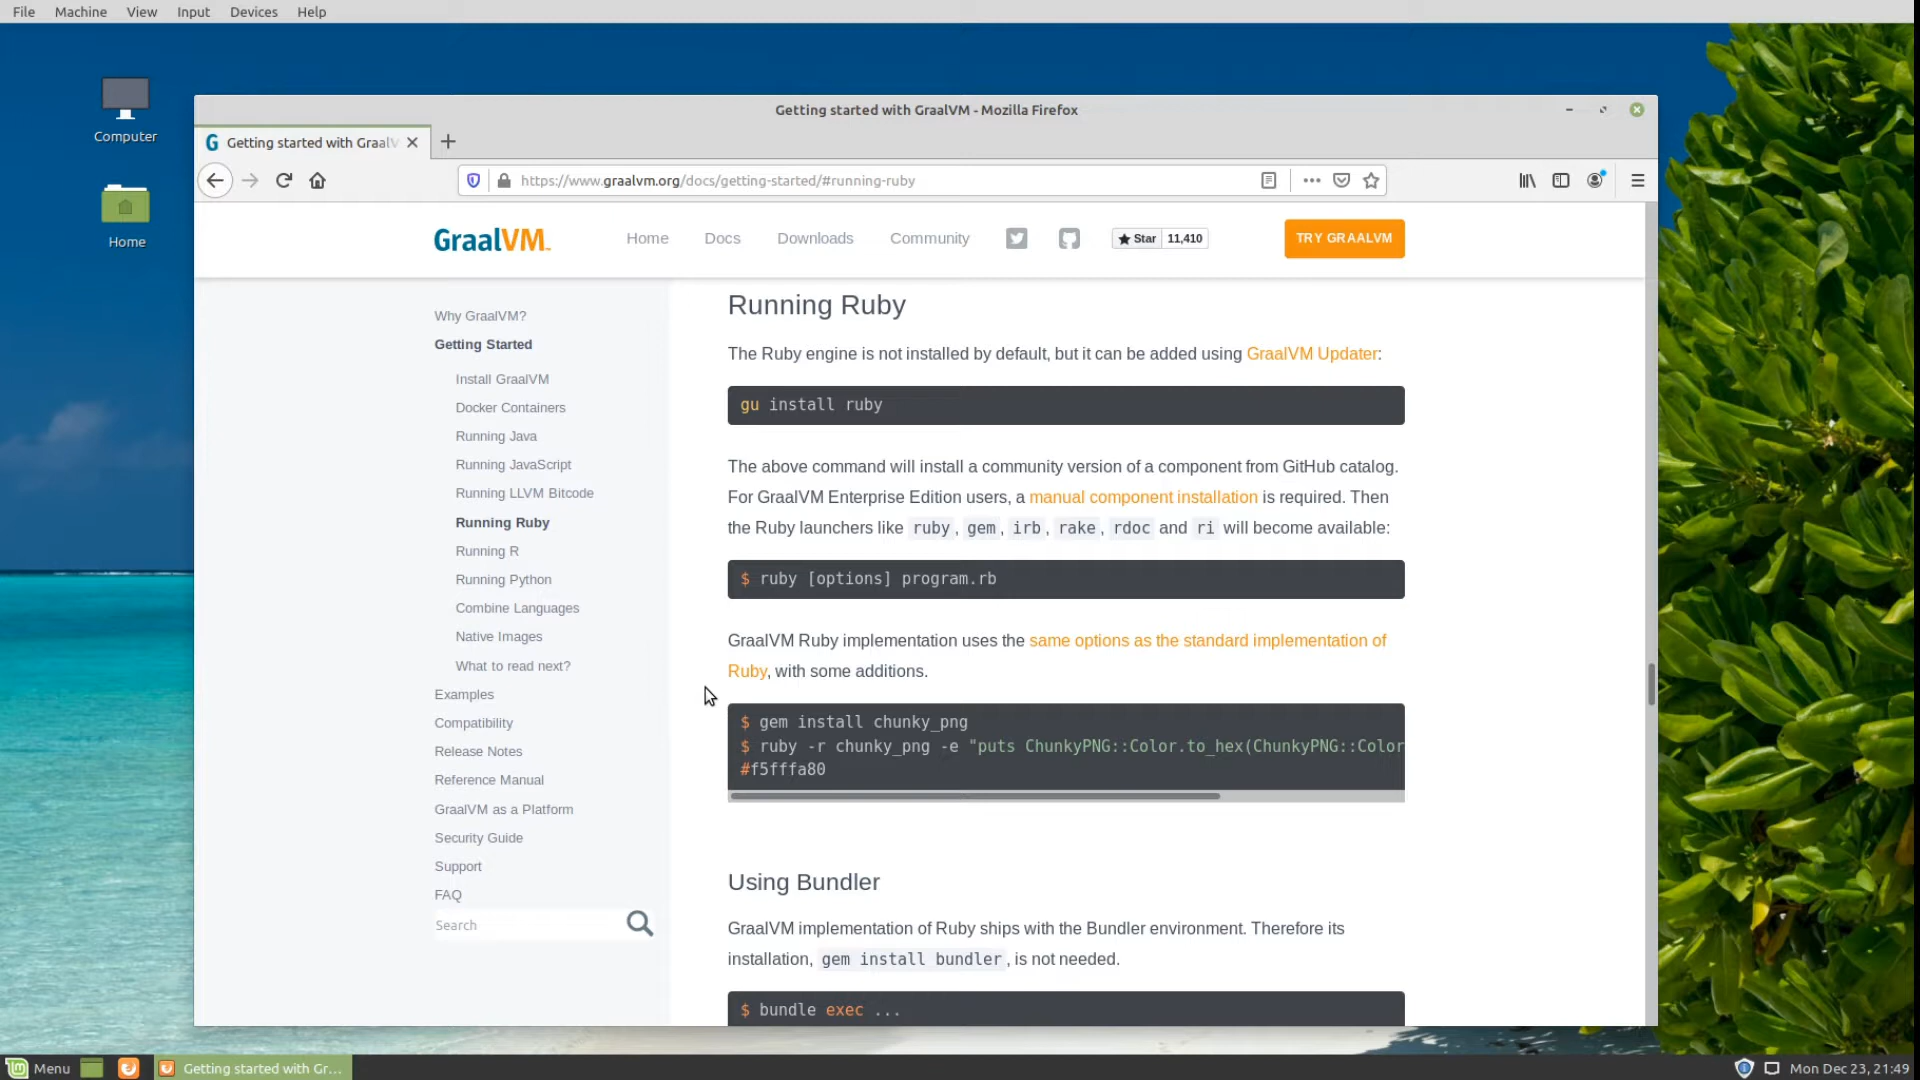 File Machine View Input Devices Help
Computer
Home
Getting started with GraalVM - Mozilla Firefox
Getting started with GraalV
https://www.graalvm.org/docs/getting-started/#running-ruby
GraalVM Home Docs Downloads Community Star 11,410 TRY GRAALVM
Why GraalVM?
Getting Started
Install GraalVM
Docker Containers
Running Java
Running JavaScript
Running LLVM Bitcode
Running Ruby
Running R
Running Python
Combine Languages
Native Images
What to read next?
Examples
Compatibility
Release Notes
Reference Manual
GraalVM as a Platform
Security Guide
Support
FAQ
Search
Running Ruby
The Ruby engine is not installed by default, but it can be added using GraalVM Updater:
gu install ruby
The above command will install a community version of a component from GitHub catalog.
For GraalVM Enterprise Edition users, a manual component installation is required. Then
the Ruby launchers like ruby, gem, irb, rake, rdoc and ri will become available:
$ ruby [options] program.rb
GraalVM Ruby implementation uses the same options as the standard implementation of
Ruby, with some additions.
$ gem install chunky_png
$ ruby -r chunky_png -e "puts ChunkyPNG::Color.to_hex(ChunkyPNG::Color
#f5fffa80
Using Bundler
GraalVM implementation of Ruby ships with the Bundler environment. Therefore its
installation, gem install bundler, is not needed.
$ bundle exec ...
Menu Getting started with Gr... Mon Dec 23, 21:49